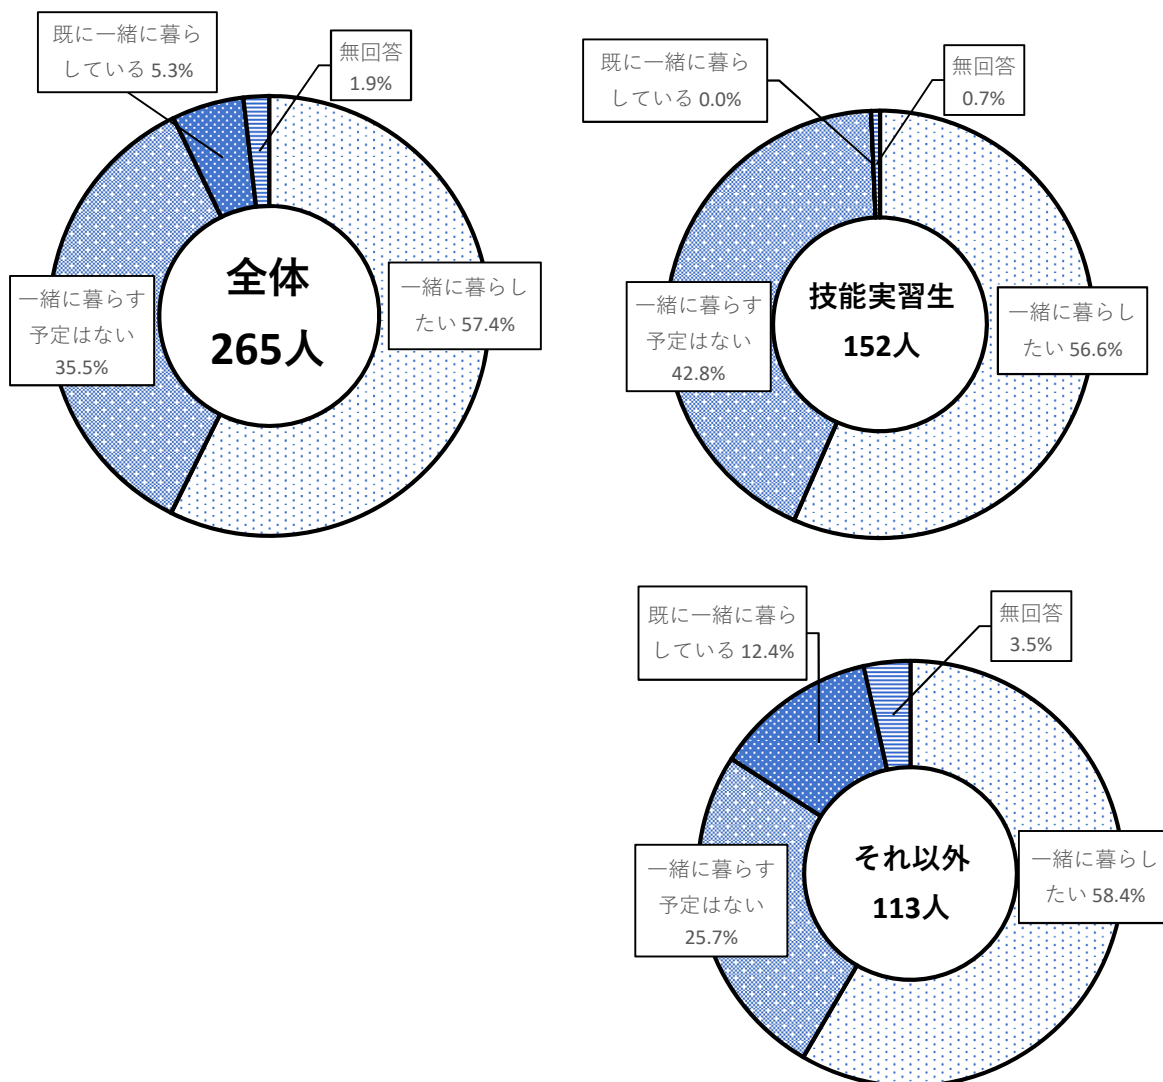 既に一緒に暮ら
している 5.3%
無回答
1.9%
一緒に暮らす
予定はない
35.5%
全体
265人
一緒に暮らし
たい 57.4%
既に一緒に暮ら
している 0.0%
無回答
0.7%
一緒に暮らす
予定はない
42.8%
技能実習生
152人
一緒に暮らし
たい 56.6%
既に一緒に暮ら
している 12.4%
無回答
3.5%
一緒に暮らす
予定はない
25.7%
それ以外
113人
一緒に暮らし
たい 58.4%